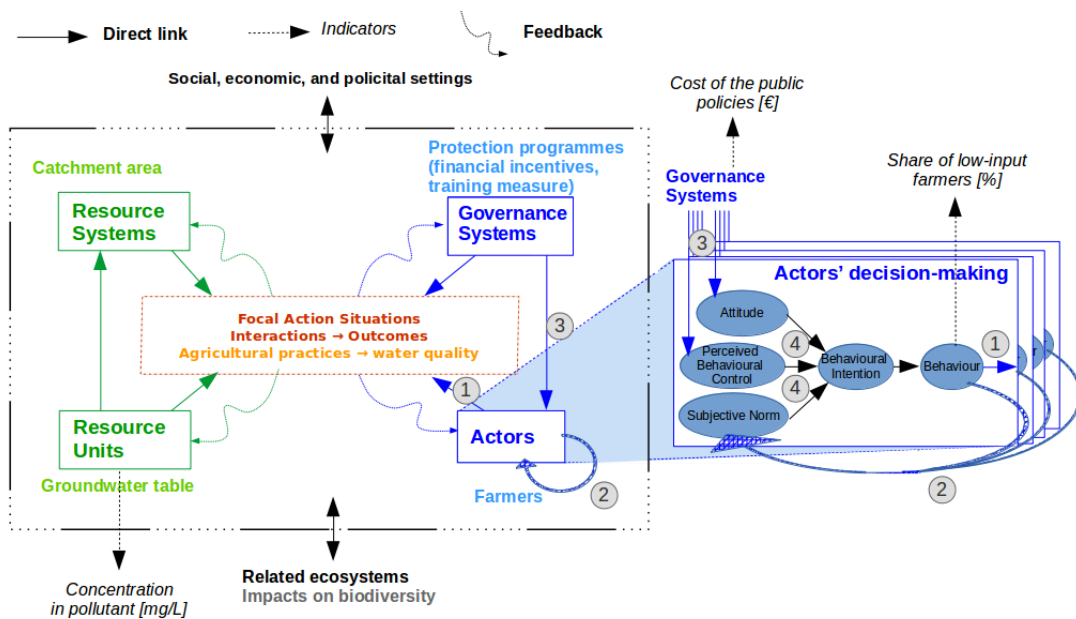 Direct link
Indicators
Feedback
Social, economic, and policital settings
Cost of the public
policies [€]
Catchment area
Protection programmes
(financial incentives,
training measure)
Share of low-input
farmers [%]
Governance
Systems
Resource
Systems
Governance
Systems
3
Actors' decision-making
Attitude
Focal Action Situations
Interactions → Outcomes
Agricultural practices → water quality
3
4
Perceived
Behavioural
Control
Behavioural
Intention
Behaviour
1
4
1
Subjective Norm
Resource
Units
Actors
Groundwater table
Farmers
2
2
Concentration
in pollutant [mg/L]
Related ecosystems
Impacts on biodiversity